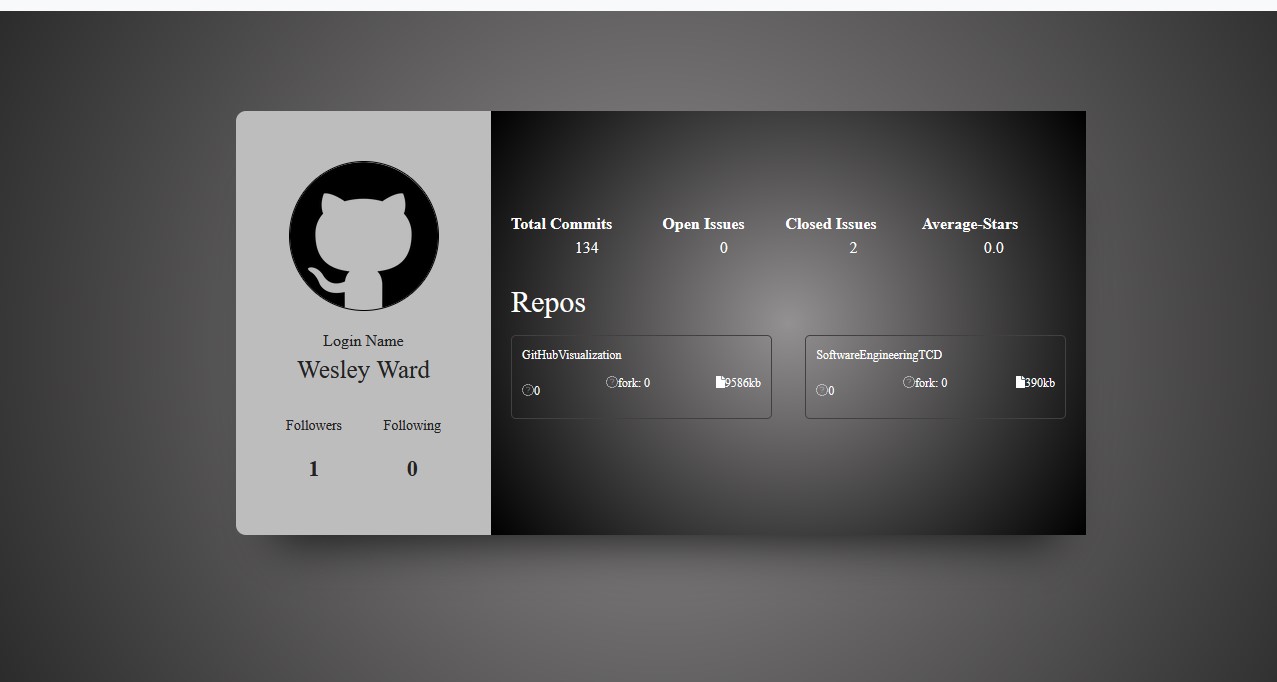 Login Name
Wesley Ward
Followers Following
1 0
Total Commits Open Issues Closed Issues Average-Stars
134 0 2 0.0
Repos
GitHubVisualization
?0 ?fork: 0 9586kb
SoftwareEngineeringTCD
?0 ?fork: 0 390kb